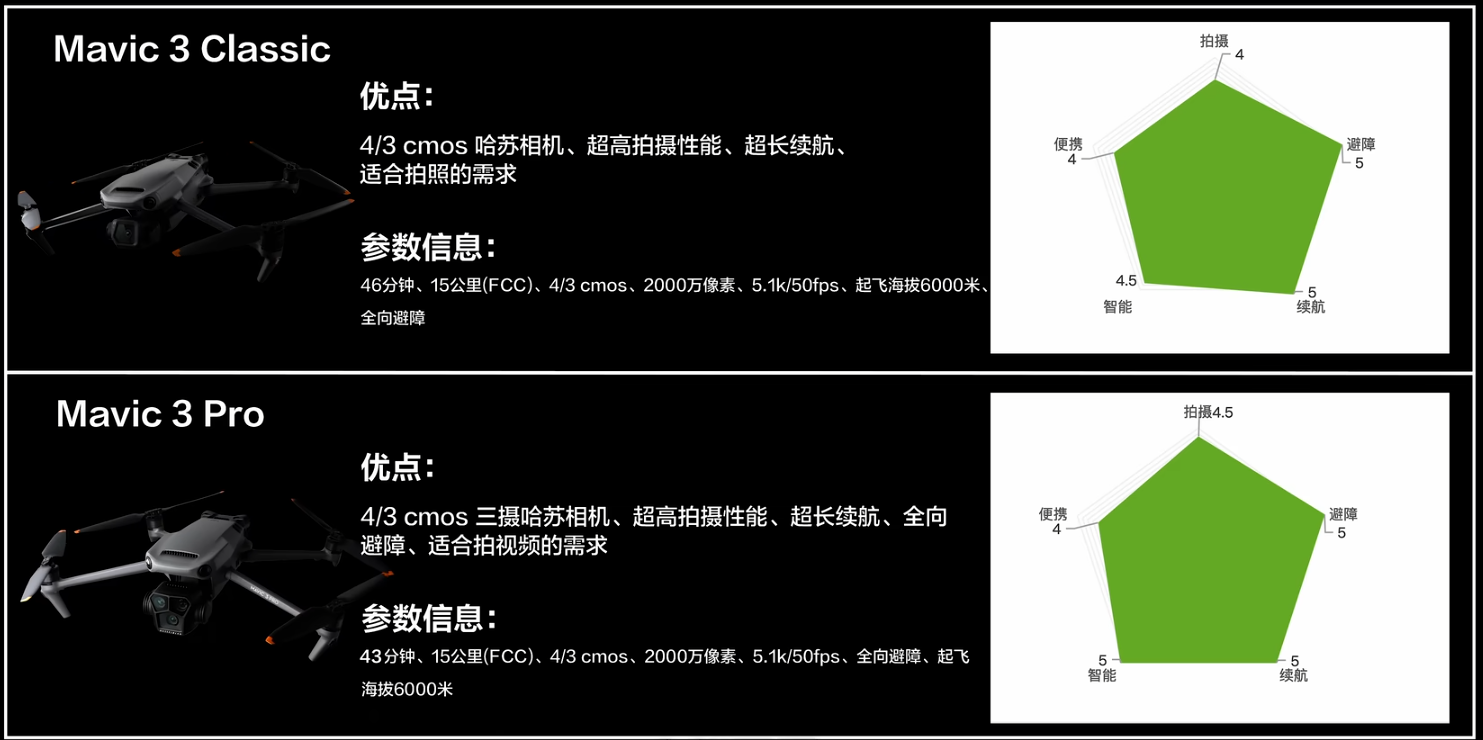 Mavic 3 Classic
优点：
4/3 cmos 哈苏相机、超高拍摄性能、超长续航、
适合拍照的需求
参数信息：
46分钟、15公里(FCC)、4/3 cmos、2000万像素、5.1k/50fps、起飞海拔6000米、
全向避障
拍摄
4
避障
5
续航
5
智能
4.5
便携
4
Mavic 3 Pro
优点：
4/3 cmos 三摄哈苏相机、超高拍摄性能、超长续航、全向
避障、适合拍视频的需求
参数信息：
43分钟、15公里(FCC)、4/3 cmos、2000万像素、5.1k/50fps、全向避障、起飞
海拔6000米
拍摄4.5
避障
5
续航
5
智能
5
便携
4
MAVIC 3 PRO